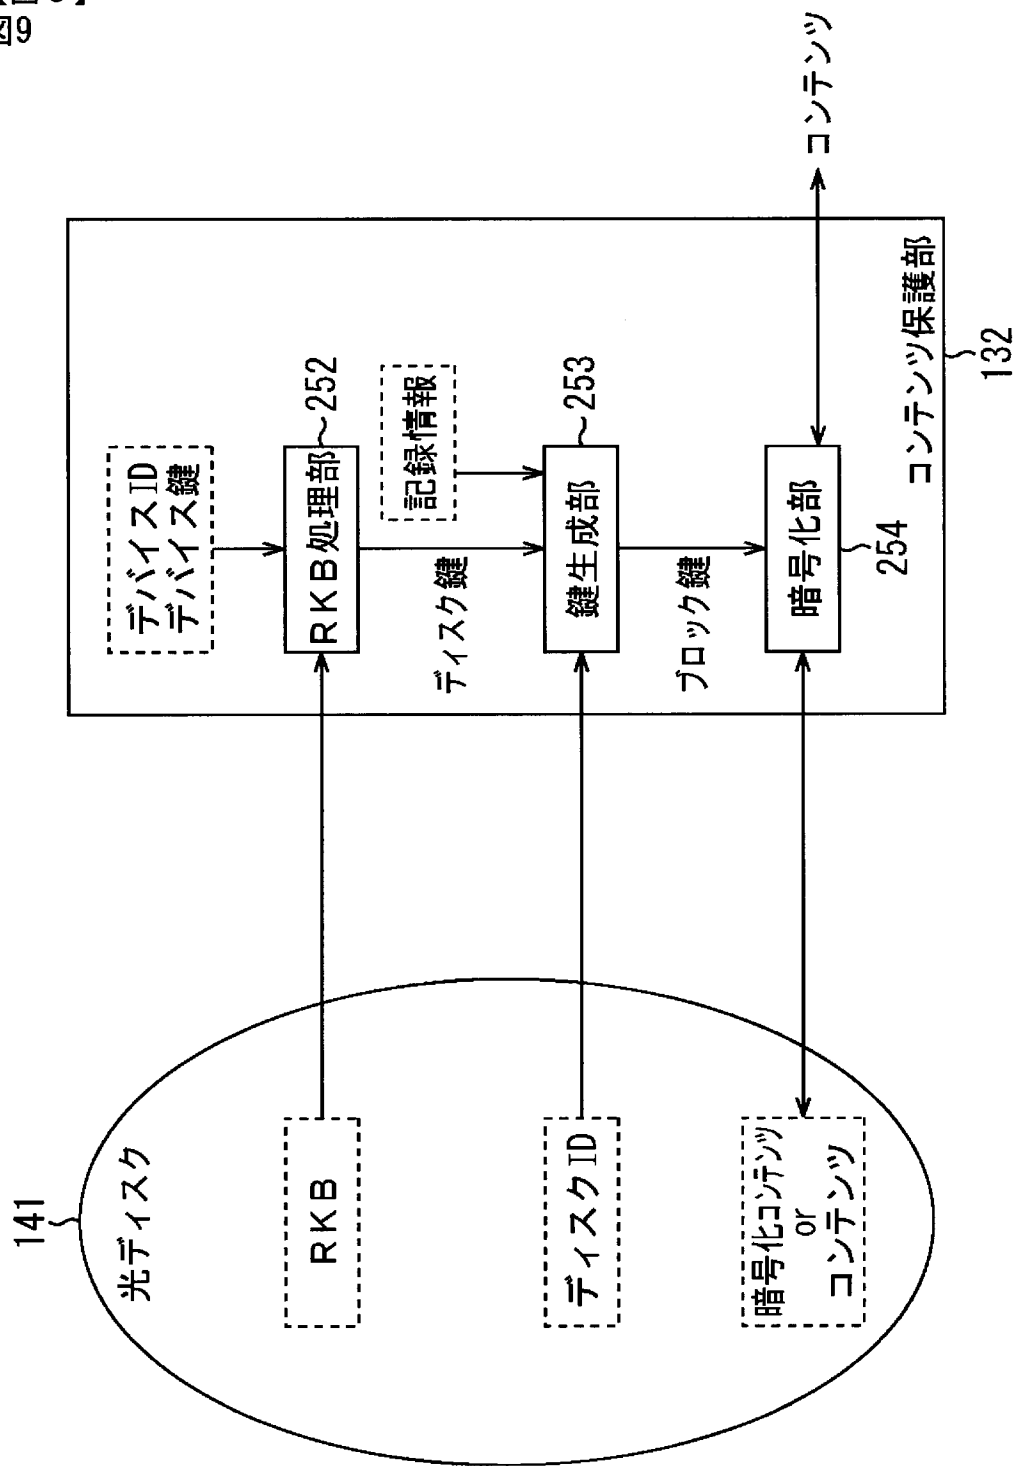 図9
141
光ディスク
RKB
ディスクID
暗号化コンテンツ
or
コンテンツ
デバイスID
デバイス鍵
RKB処理部
252
記録情報
ディスク鍵
鍵生成部
253
ブロック鍵
暗号化部
254
コンテンツ保護部
132
コンテンツ